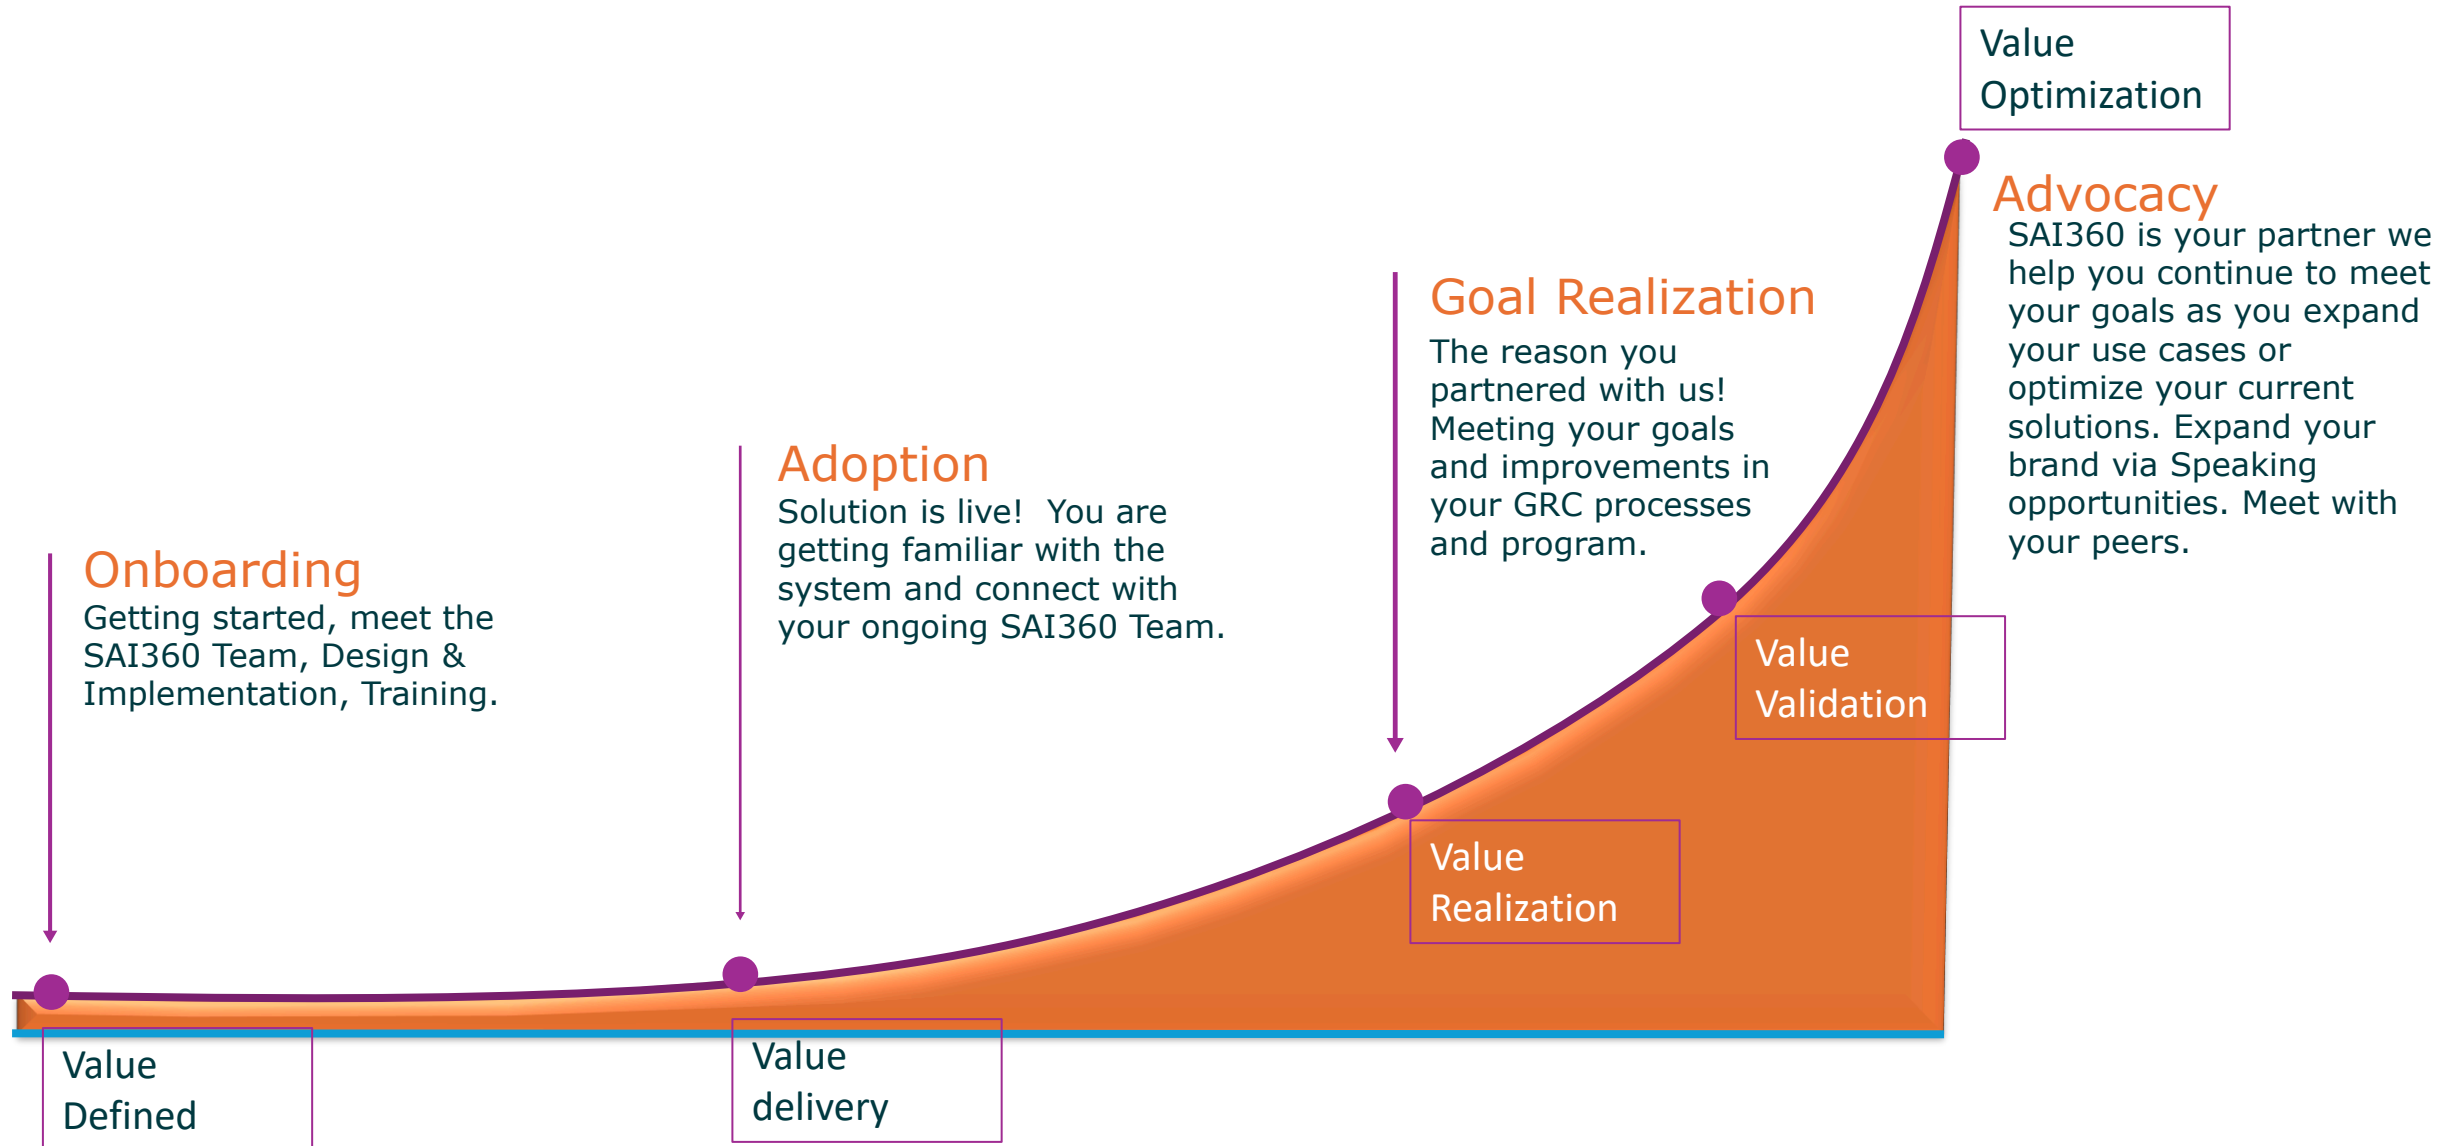 Onboarding
Getting started, meet the
SAI360 Team, Design &
Implementation, Training.
Value
Defined
Adoption
Solution is live!  You are
getting familiar with the
system and connect with
your ongoing SAI360 Team.
Value
delivery
Goal Realization
The reason you
partnered with us!
Meeting your goals
and improvements in
your GRC processes
and program.
Value
Realization
Value
Validation
Value
Optimization
Advocacy
SAI360 is your partner we
help you continue to meet
your goals as you expand
your use cases or
optimize your current
solutions. Expand your
brand via Speaking
opportunities. Meet with
your peers.